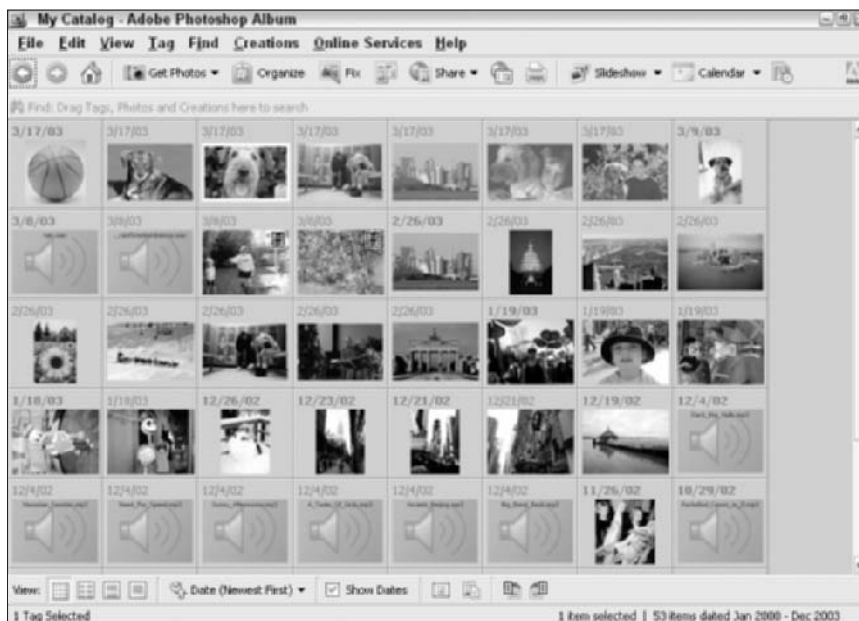 My Catalog - Adobe Photoshop Album
File Edit View Tag Find Creations Online Services Help
Get Photos Organize Fix Share Slideshow Calendar
Find: Drag Tags, Photos and Creations here to search
3/17/03 3/17/03 3/17/03 3/17/03 3/17/03 3/17/03 3/17/03 3/9/03
3/8/03 3/8/03 3/8/03 3/8/03 2/26/03 2/26/03 2/26/03 2/26/03
2/26/03 2/26/03 2/26/03 2/26/03 2/26/03 1/19/03 1/19/03 1/19/03
1/18/03 1/18/03 12/26/02 12/23/02 12/21/02 12/21/02 12/19/02 12/4/02
12/4/02 12/4/02 12/4/02 12/4/02 12/4/02 12/4/02 11/26/02 10/29/02
View: Date (Newest First) Show Dates
1 Tag Selected 1 item selected | 53 items dated Jan 2000 - Dec 2003